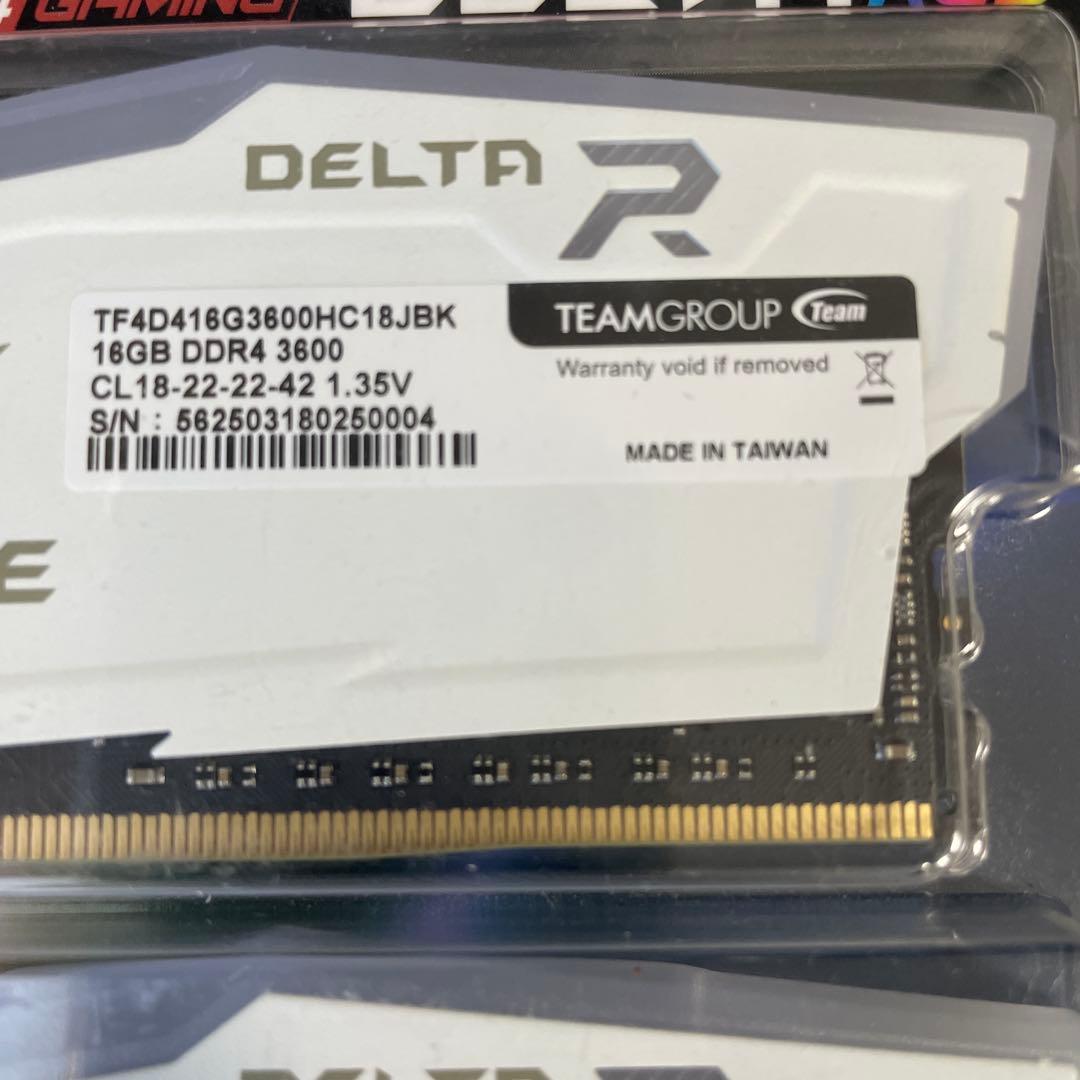 GAMING
DELTA R
TF4D416G3600HC18JBK
16GB DDR4 3600
CL18-22-22-42 1.35V
S/N : 562503180250004
TEAMGROUP Team
Warranty void if removed
MADE IN TAIWAN
E
DELTA